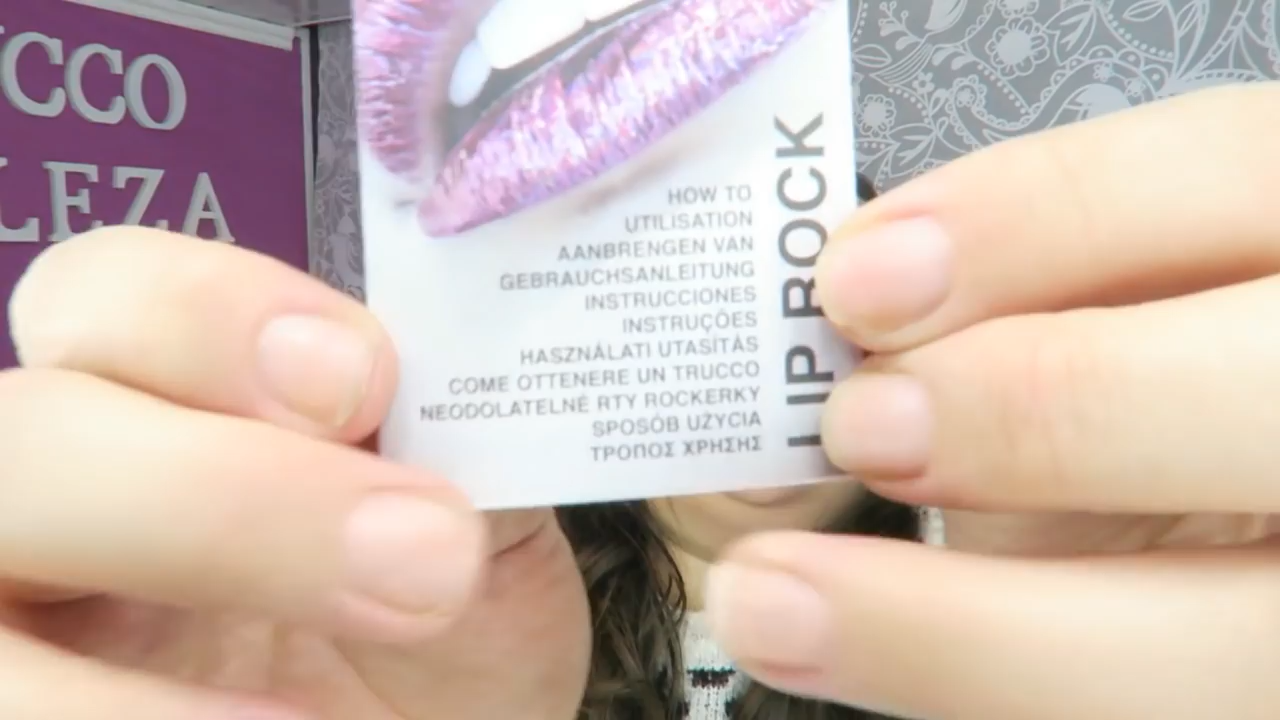 CCO
LEZA
HOW TO
UTILISATION
AANBRENGEN VAN
GEBRAUCHSANLEITUNG
INSTRUCCIONES
INSTRUÇÕES
HASZNÁLATI UTASÍTÁS
COME OTTENERE UN TRUCCO
NEODOLATELNÉ RTY ROCKERKY
SPOSÓB UŻYCIA
ΤΡΟΠΟΣ ΧΡΗΣΗΣ
LIP ROCK